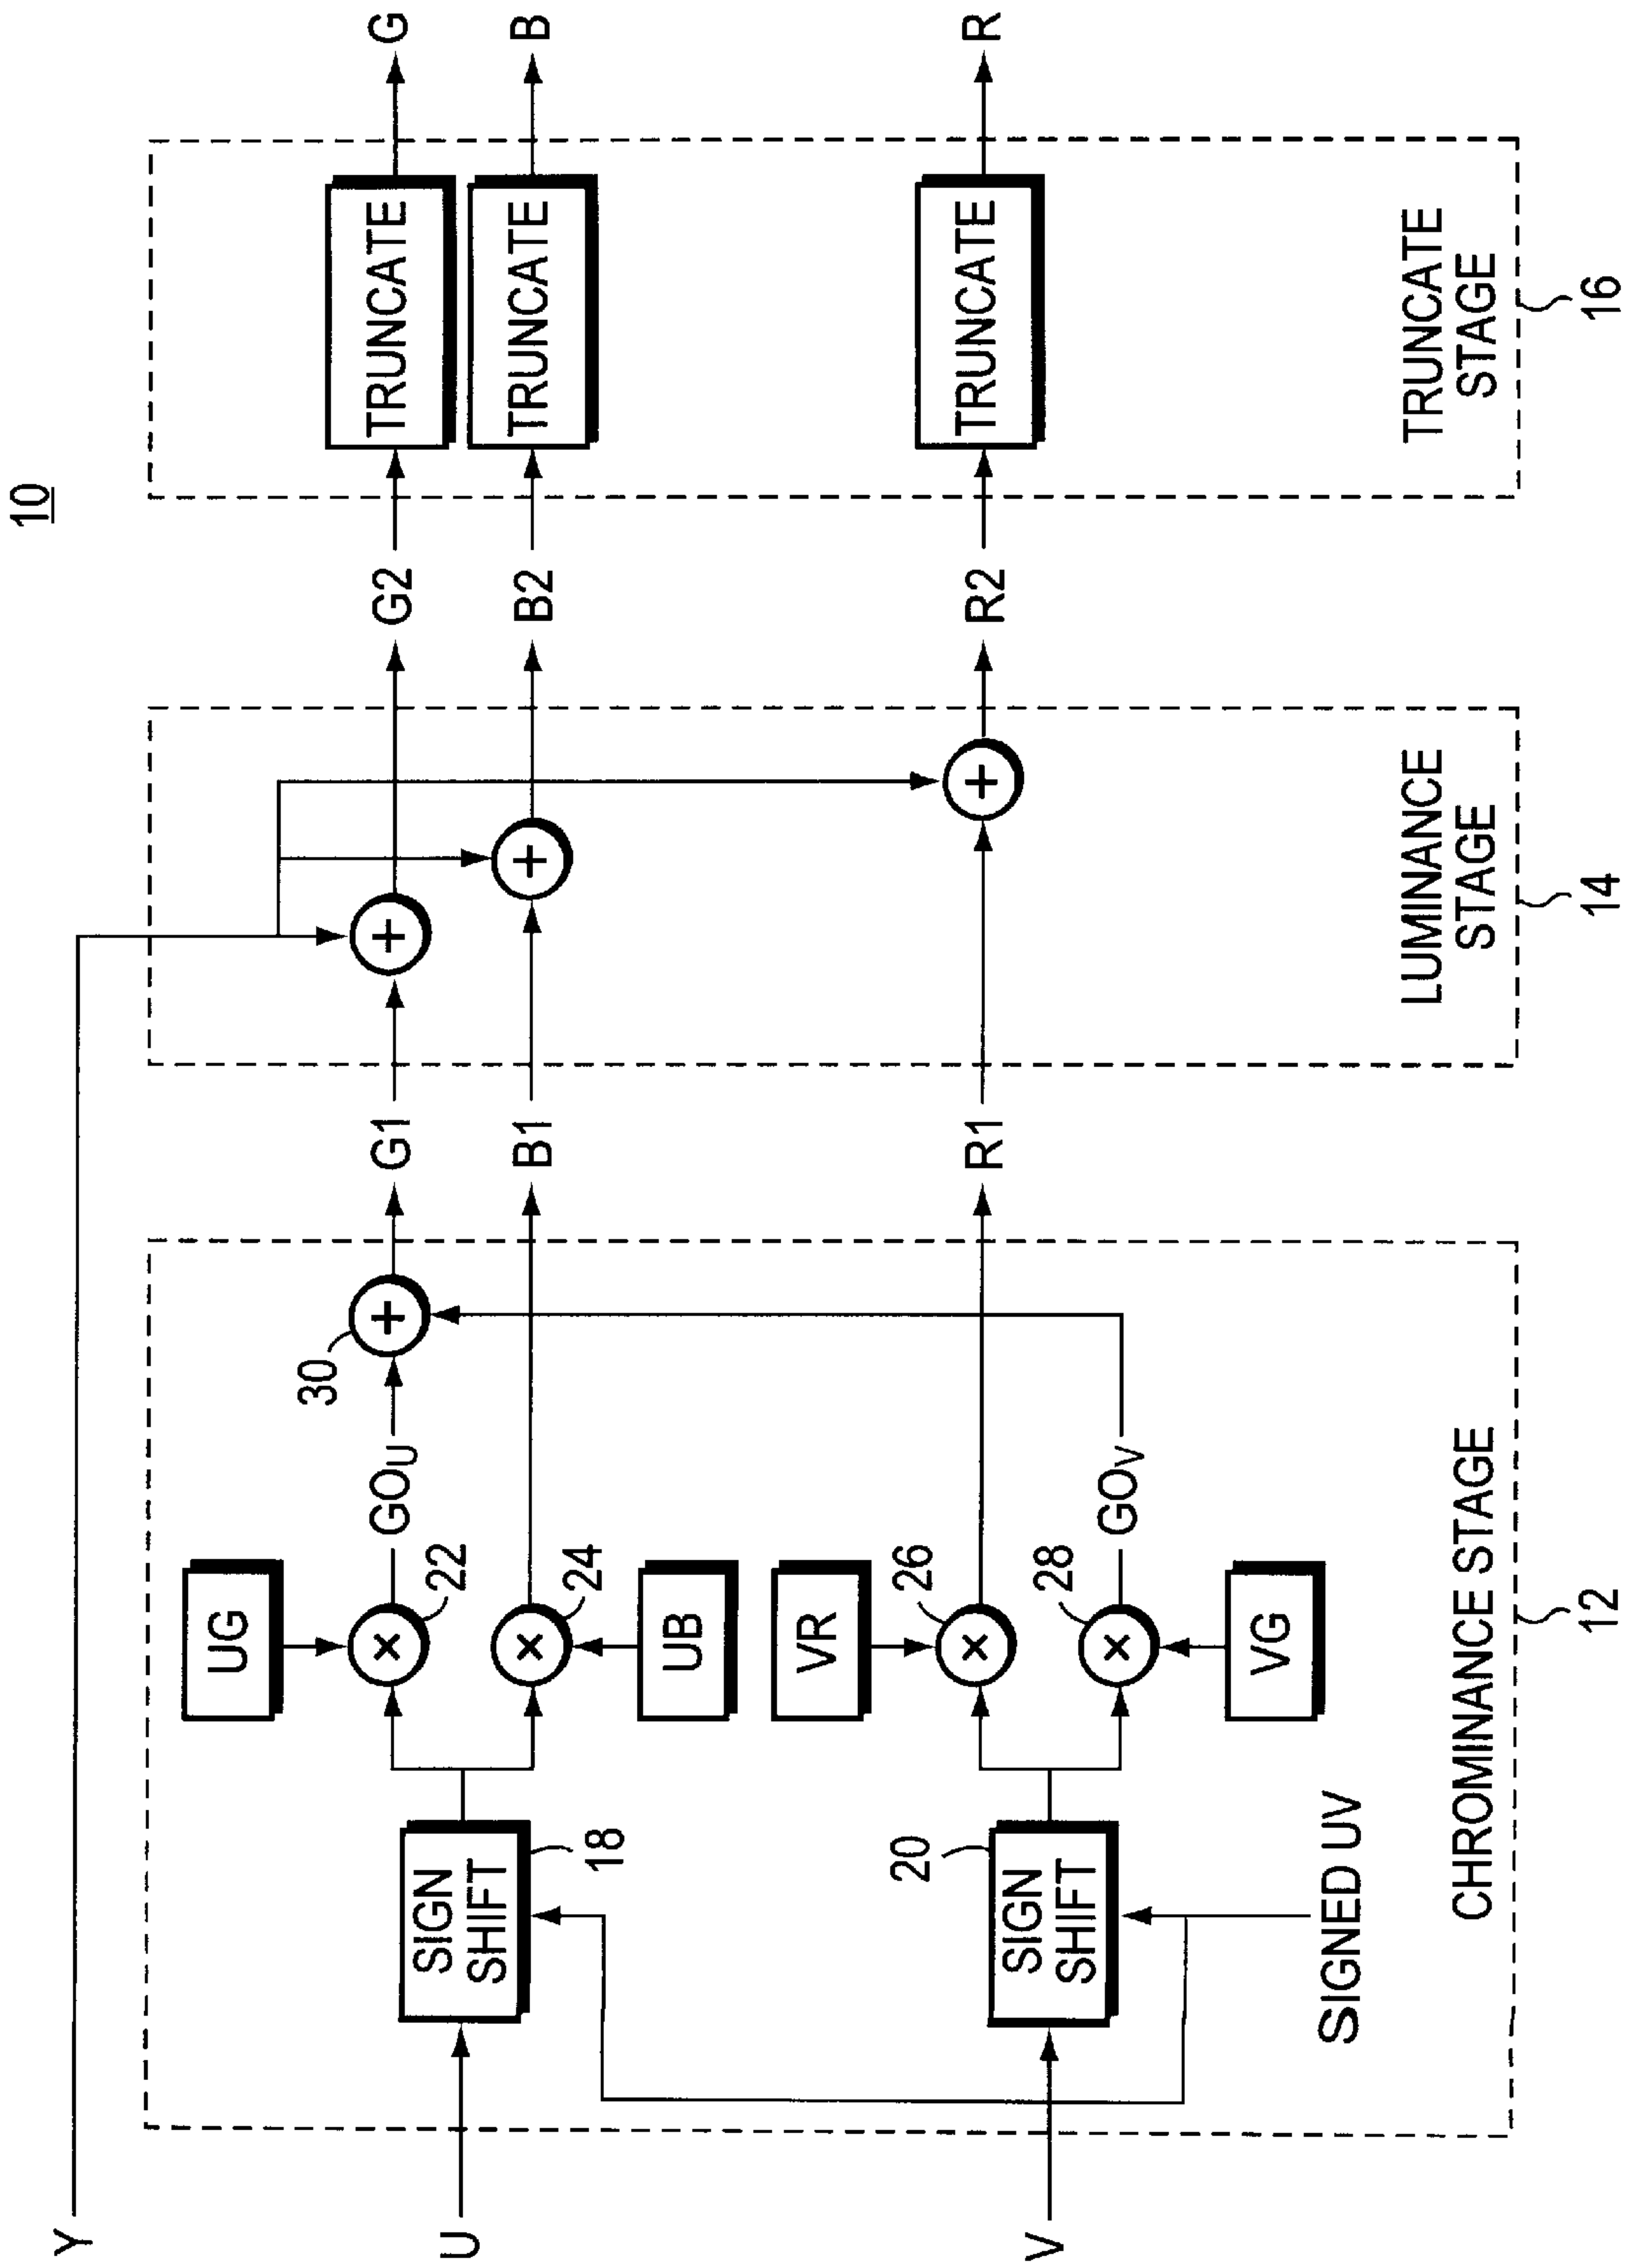 10
Y
U
V
SIGN
SHIFT
18
SIGN
SHIFT
20
SIGNED UV
UG
22
GOU
30
24
UB
VR
26
28
GOV
VG
CHROMINANCE STAGE
12
G1
B1
R1
LUMINANCE
STAGE
14
G2
B2
R2
TRUNCATE
TRUNCATE
TRUNCATE
TRUNCATE
STAGE
16
G
B
R